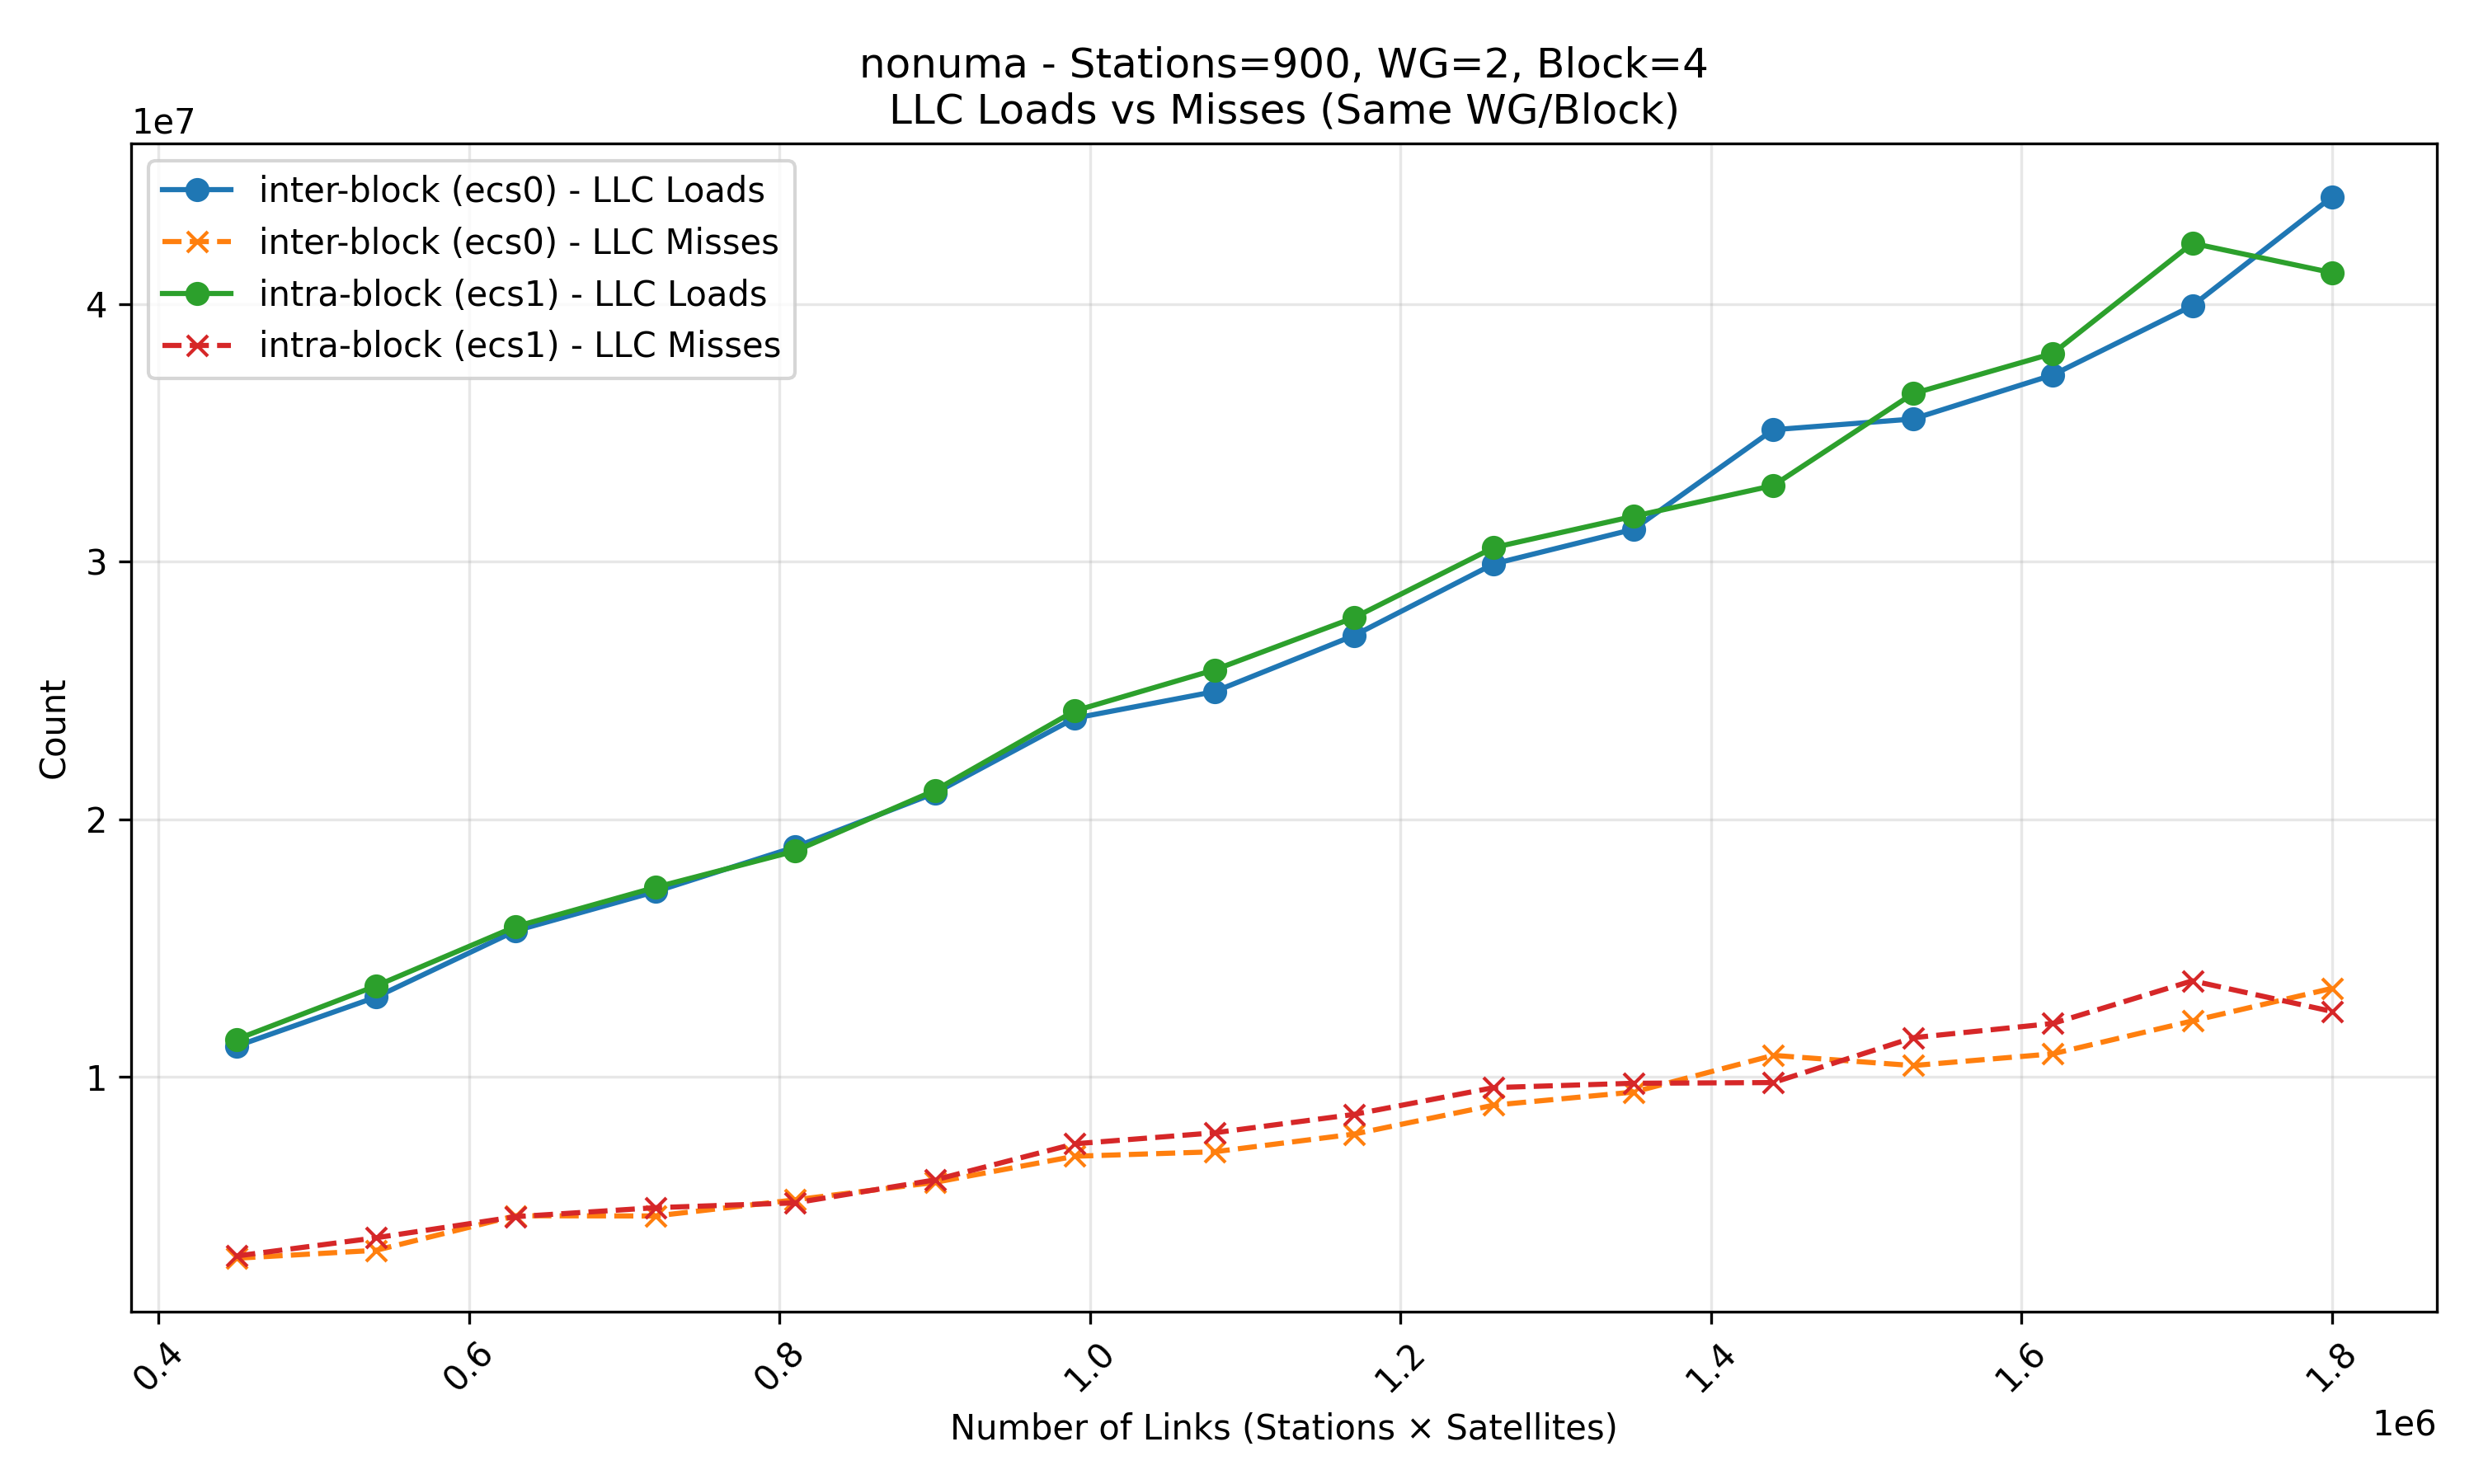 nonuma - Stations=900, WG=2, Block=4
LLC Loads vs Misses (Same WG/Block)
1e7
inter-block (ecs0) - LLC Loads
inter-block (ecs0) - LLC Misses
intra-block (ecs1) - LLC Loads
intra-block (ecs1) - LLC Misses
4
3
2
1
Count
0.4
0.6
0.8
1.0
1.2
1.4
1.6
1.8
Number of Links (Stations × Satellites)
1e6